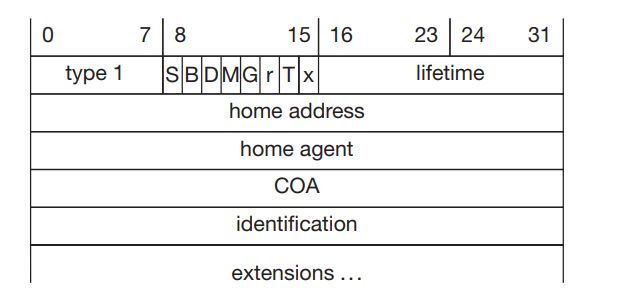 0 7 8 15 16 23 24 31
type 1 S B D M G r T x lifetime
home address
home agent
COA
identification
extensions ...